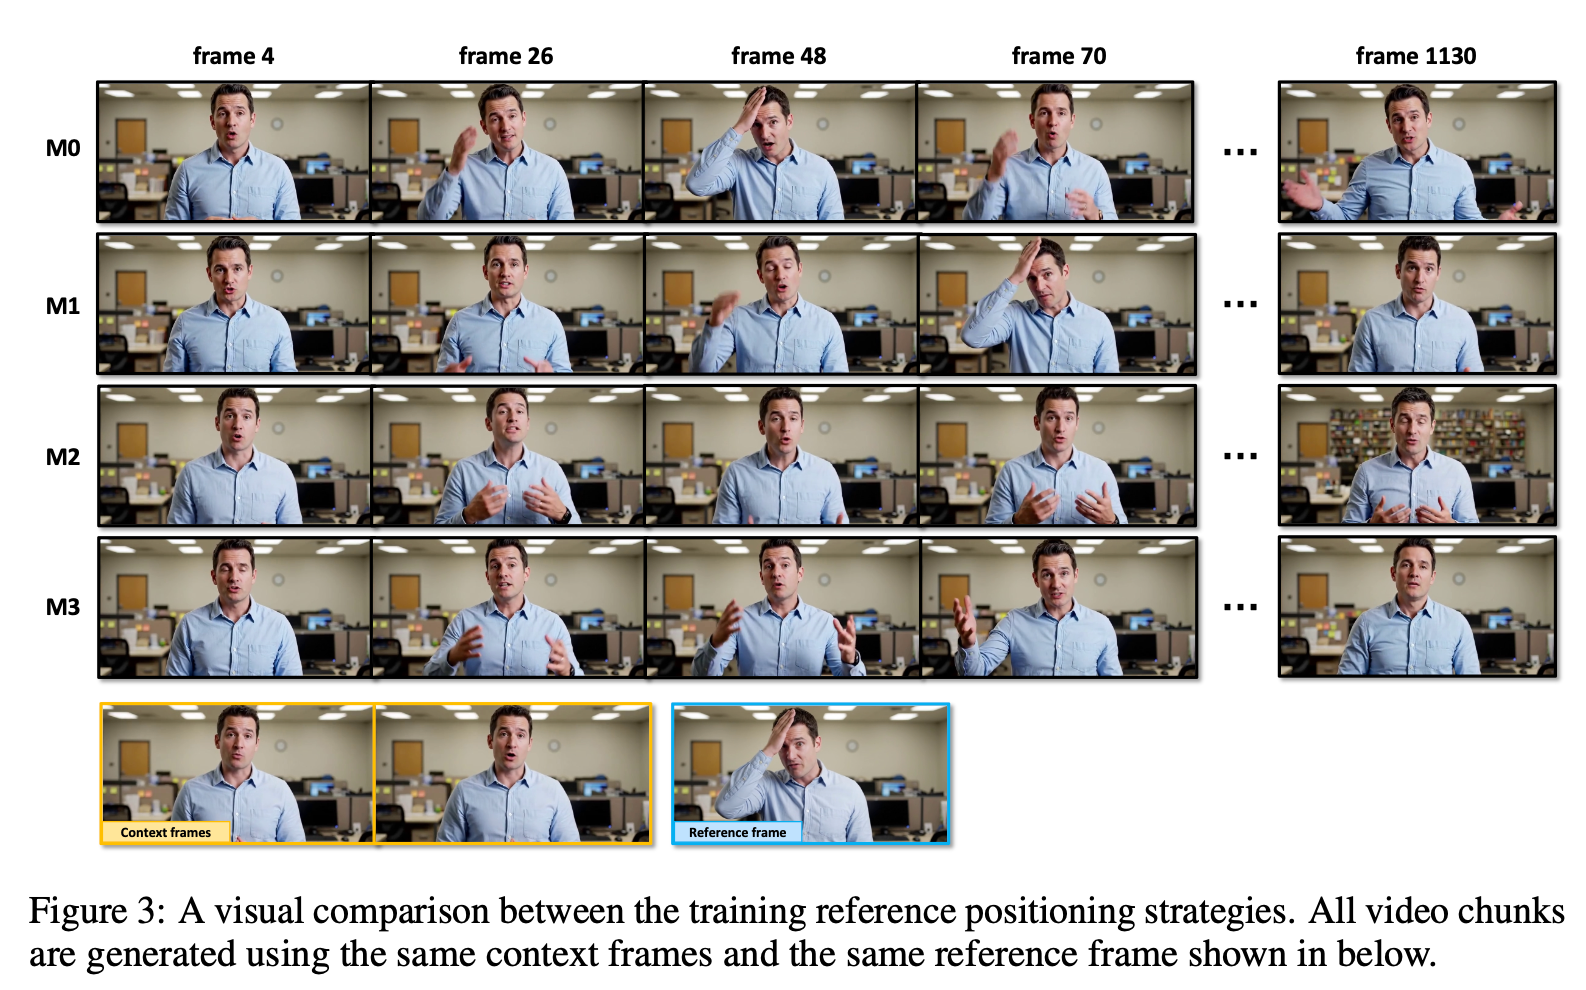 frame 4 frame 26 frame 48 frame 70 frame 1130
M0 ...
M1 ...
M2 ...
M3 ...
Context frames Reference frame
Figure 3: A visual comparison between the training reference positioning strategies. All video chunks
are generated using the same context frames and the same reference frame shown in below.